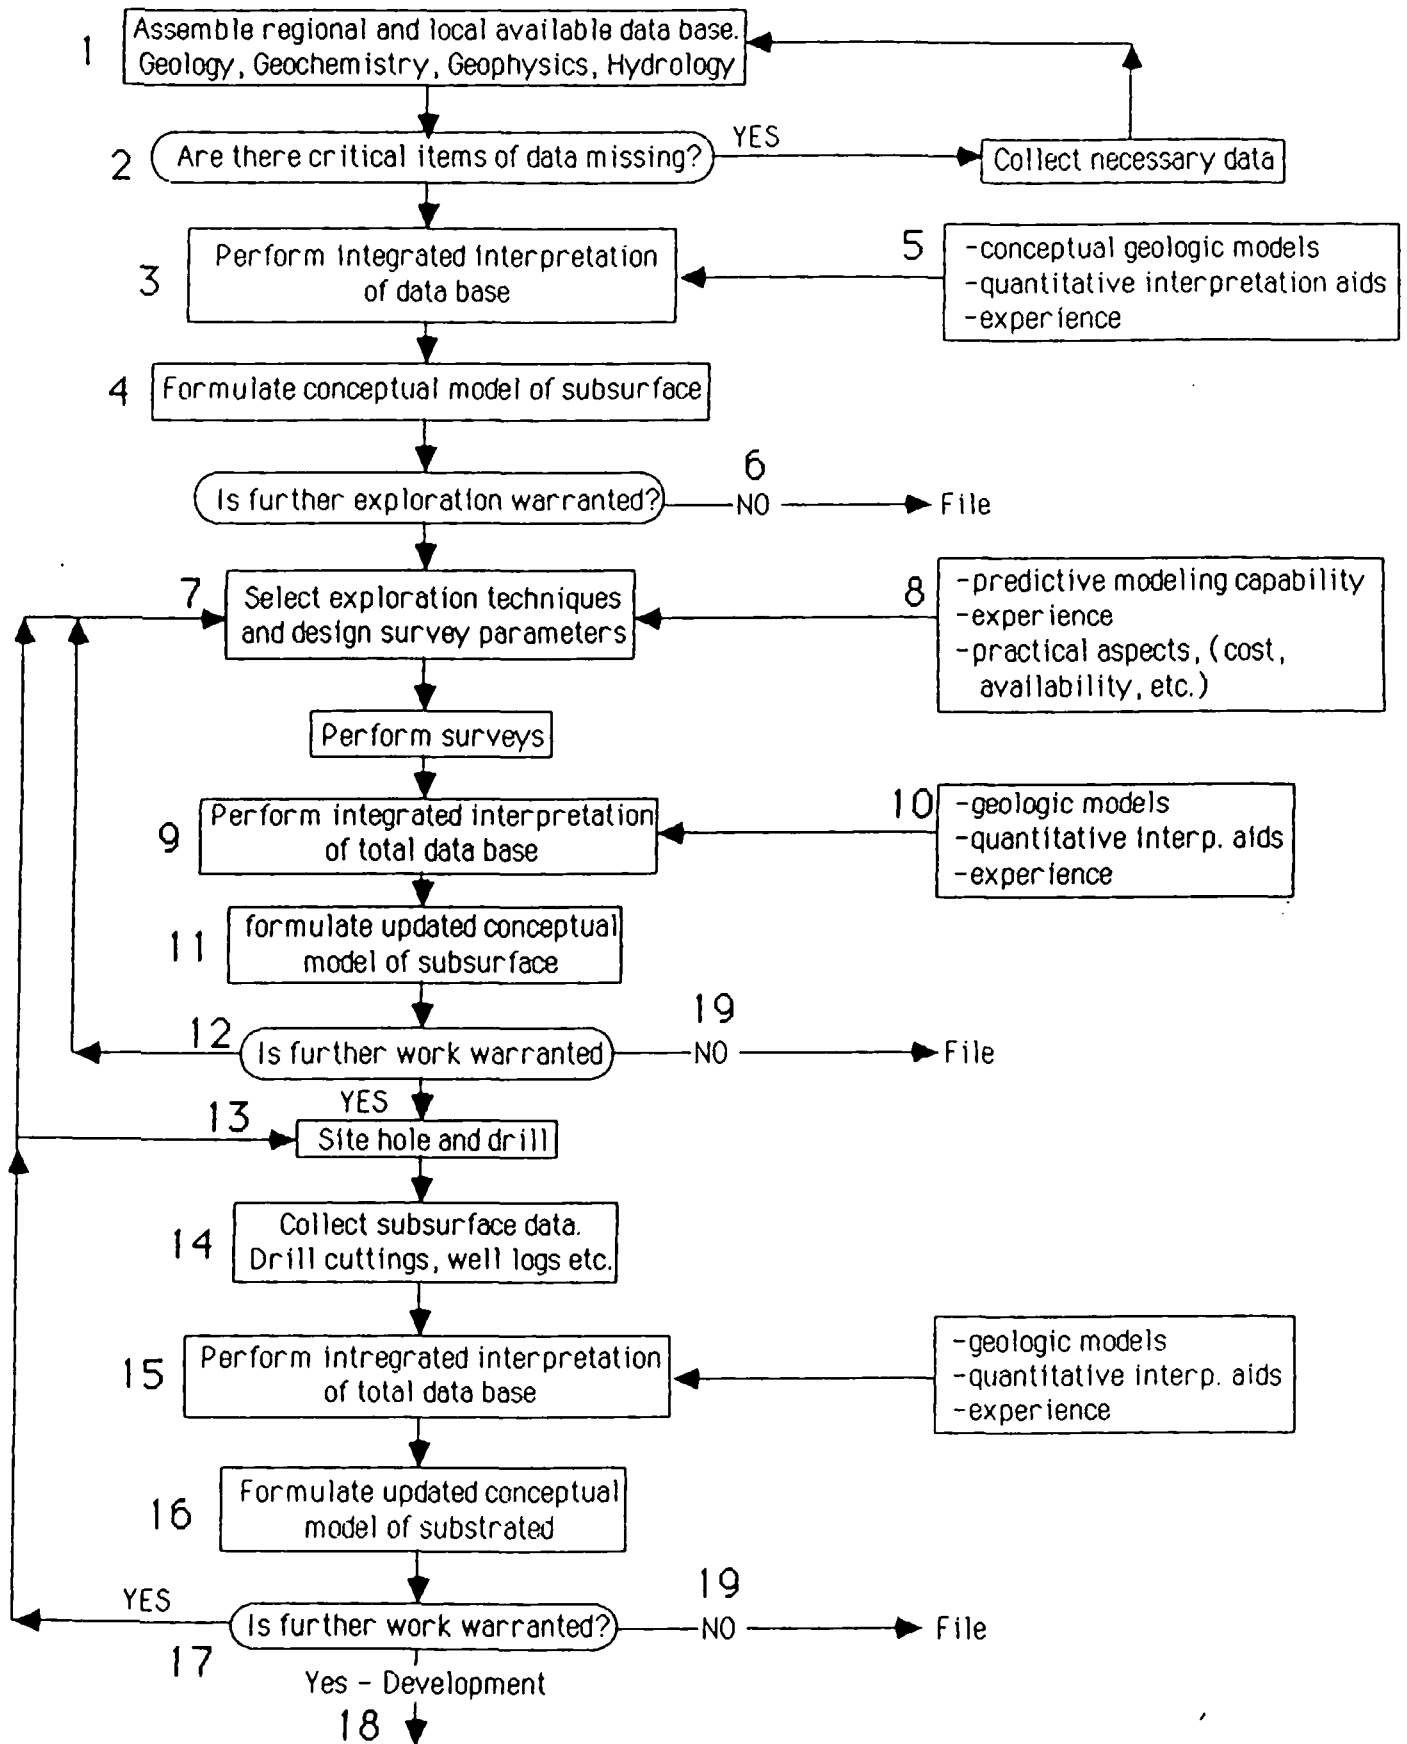 1
Assemble regional and local available data base.
Geology, Geochemistry, Geophysics, Hydrology
2
Are there critical items of data missing?
YES
Collect necessary data
3
Perform integrated interpretation
of data base
5
-conceptual geologic models
-quantitative interpretation aids
-experience
4
Formulate conceptual model of subsurface
Is further exploration warranted?
6
NO
File
7
Select exploration techniques
and design survey parameters
8
-predictive modeling capability
-experience
-practical aspects, (cost,
availability, etc.)
Perform surveys
9
Perform integrated interpretation
of total data base
10
-geologic models
-quantitative interp. aids
-experience
11
formulate updated conceptual
model of subsurface
12
Is further work warranted
19
NO
File
YES
13
Site hole and drill
14
Collect subsurface data.
Drill cuttings, well logs etc.
15
Perform intregrated interpretation
of total data base
-geologic models
-quantitative interp. aids
-experience
16
Formulate updated conceptual
model of substrated
YES
17
Is further work warranted?
19
NO
File
Yes - Development
18